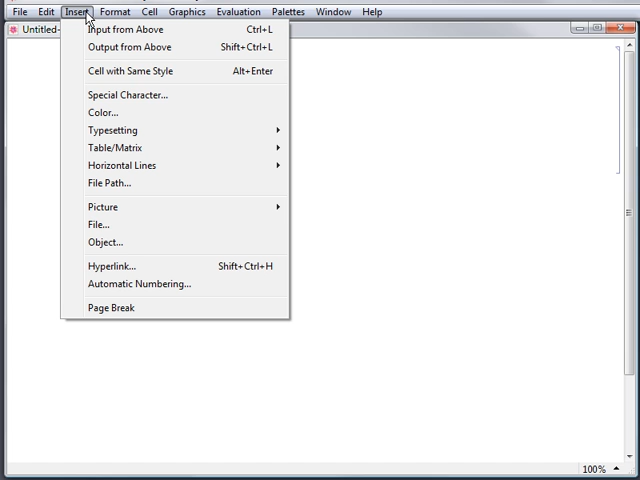 File Edit Insert Format Cell Graphics Evaluation Palettes Window Help
Untitled-
Input from Above Ctrl+L
Output from Above Shift+Ctrl+L
Cell with Same Style Alt+Enter
Special Character...
Color...
Typesetting
Table/Matrix
Horizontal Lines
File Path...
Picture
File...
Object...
Hyperlink... Shift+Ctrl+H
Automatic Numbering...
Page Break
100%